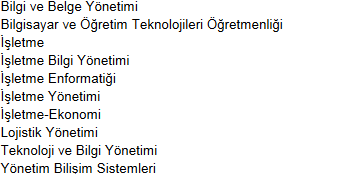 Bilgi ve Belge Yönetimi
Bilgisayar ve Öğretim Teknolojileri Öğretmenliği
İşletme
İşletme Bilgi Yönetimi
İşletme Enformatiği
İşletme Yönetimi
İşletme-Ekonomi
Lojistik Yönetimi
Teknoloji ve Bilgi Yönetimi
Yönetim Bilişim Sistemleri